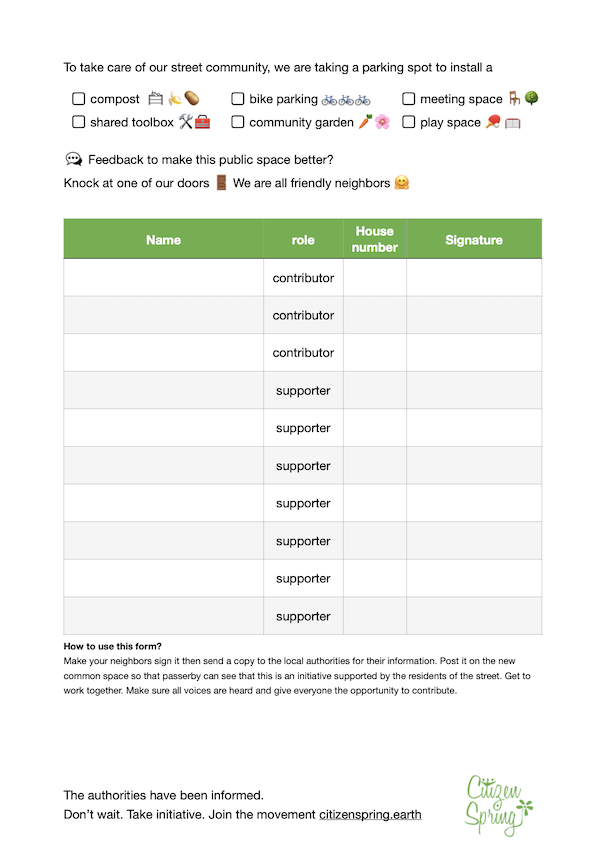 To take care of our street community, we are taking a parking spot to install a
compost bike parking meeting space
shared toolbox community garden play space
Feedback to make this public space better?
Knock at one of our doors We are all friendly neighbors
Name role House number Signature
contributor
contributor
contributor
supporter
supporter
supporter
supporter
supporter
supporter
supporter
How to use this form?
Make your neighbors sign it then send a copy to the local authorities for their information. Post it on the new
common space so that passerby can see that this is an initiative supported by the residents of the street. Get to
work together. Make sure all voices are heard and give everyone the opportunity to contribute.
The authorities have been informed.
Don’t wait. Take initiative. Join the movement citizenspring.earth
Citizen
Spring